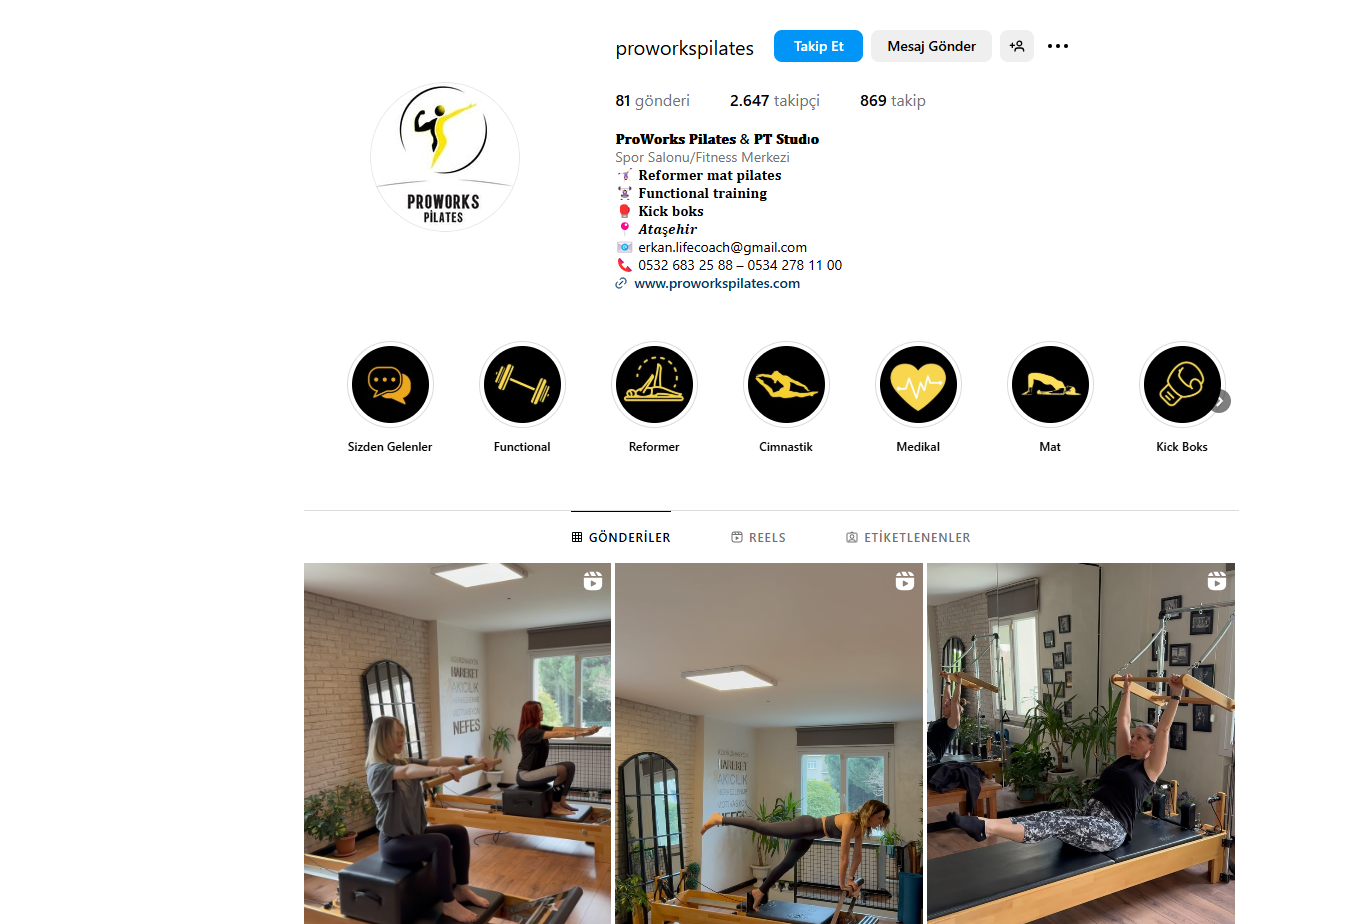 proworkspilates
Takip Et
Mesaj Gönder
81 gönderi
2.647 takipçi
869 takip
PROWORKS
PİLATES
ProWorks Pilates & PT Studıo
Spor Salonu/Fitness Merkezi
Reformer mat pilates
Functional training
Kick boks
Ataşehir
erkan.lifecoach@gmail.com
0532 683 25 88 – 0534 278 11 00
www.proworkspilates.com
Sizden Gelenler
Functional
Reformer
Cimnastik
Medikal
Mat
Kick Boks
GÖNDERİLER
REELS
ETİKETLENENLER
HAREKET
AKICILIK
NEFES
HAREKET
AKICILIK